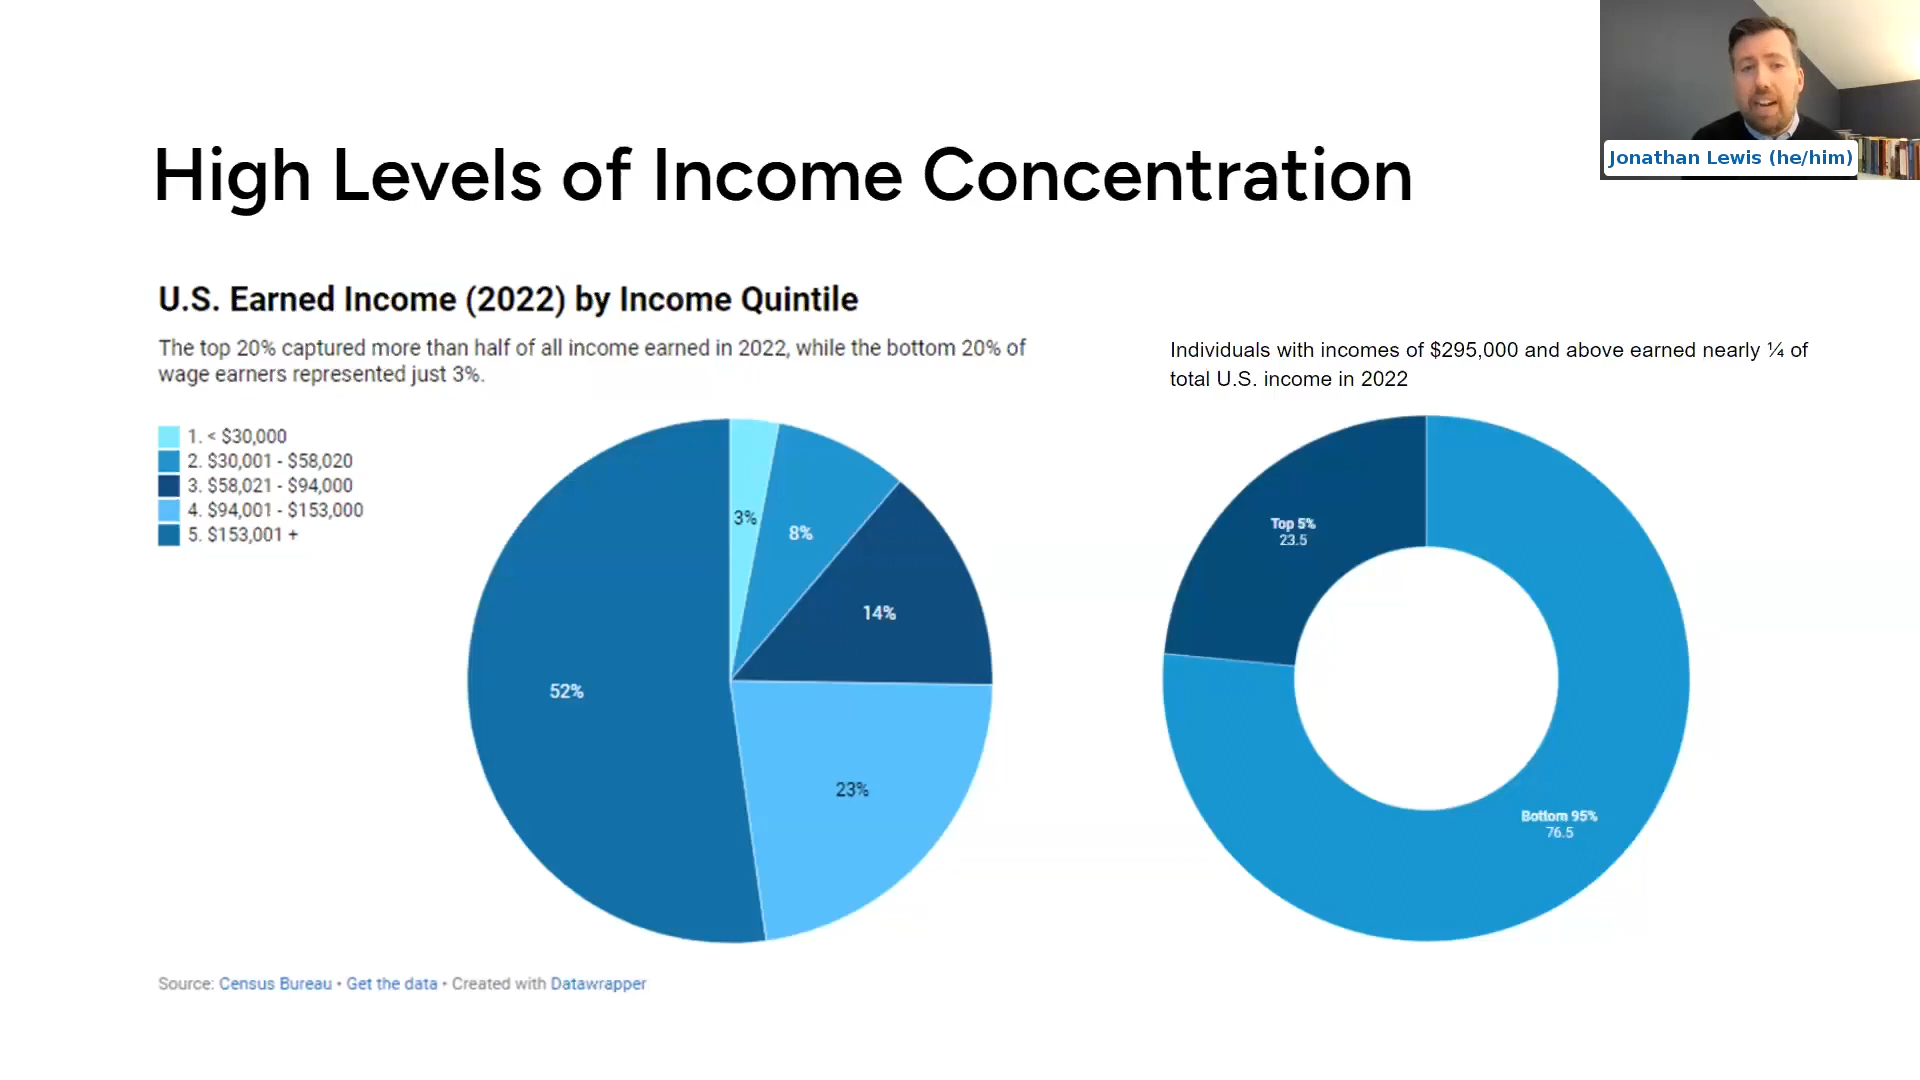 High Levels of Income Concentration
Jonathan Lewis (he/him)
U.S. Earned Income (2022) by Income Quintile
The top 20% captured more than half of all income earned in 2022, while the bottom 20% of
wage earners represented just 3%.
1. < $30,000
2. $30,001 - $58,020
3. $58,021 - $94,000
4. $94,001 - $153,000
5. $153,001 +
3%
8%
14%
23%
52%
Source: Census Bureau • Get the data • Created with Datawrapper
Individuals with incomes of $295,000 and above earned nearly ¼ of
total U.S. income in 2022
Top 5%
23.5
Bottom 95%
76.5